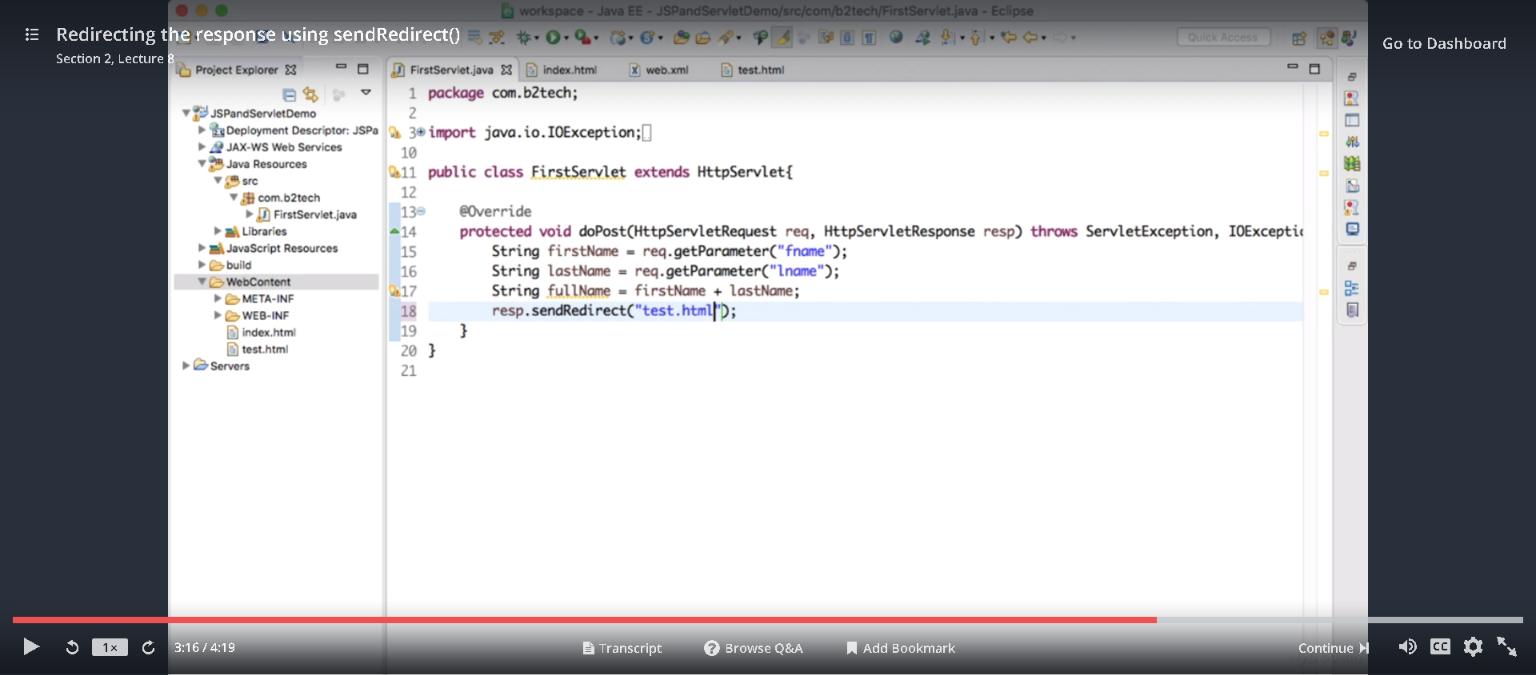 workspace - Java EE - JSPandServletDemo/src/com/b2tech/FirstServlet.java - Eclipse
Redirecting the response using sendRedirect()
Section 2, Lecture 8
Go to Dashboard
Quick Access
Project Explorer
FirstServlet.java
index.html
web.xml
test.html
JSPandServletDemo
Deployment Descriptor: JSPa
JAX-WS Web Services
Java Resources
src
com.b2tech
FirstServlet.java
Libraries
JavaScript Resources
build
WebContent
META-INF
WEB-INF
index.html
test.html
Servers
1 package com.b2tech;
2
3 import java.io.IOException;
10
11 public class FirstServlet extends HttpServlet{
12
13 @Override
14 protected void doPost(HttpServletRequest req, HttpServletResponse resp) throws ServletException, IOExceptio
15 String firstName = req.getParameter("fname");
16 String lastName = req.getParameter("lname");
17 String fullName = firstName + lastName;
18 resp.sendRedirect("test.html");
19 }
20 }
21
1x
3:16 / 4:19
Transcript
Browse Q&A
Add Bookmark
Continue
CC